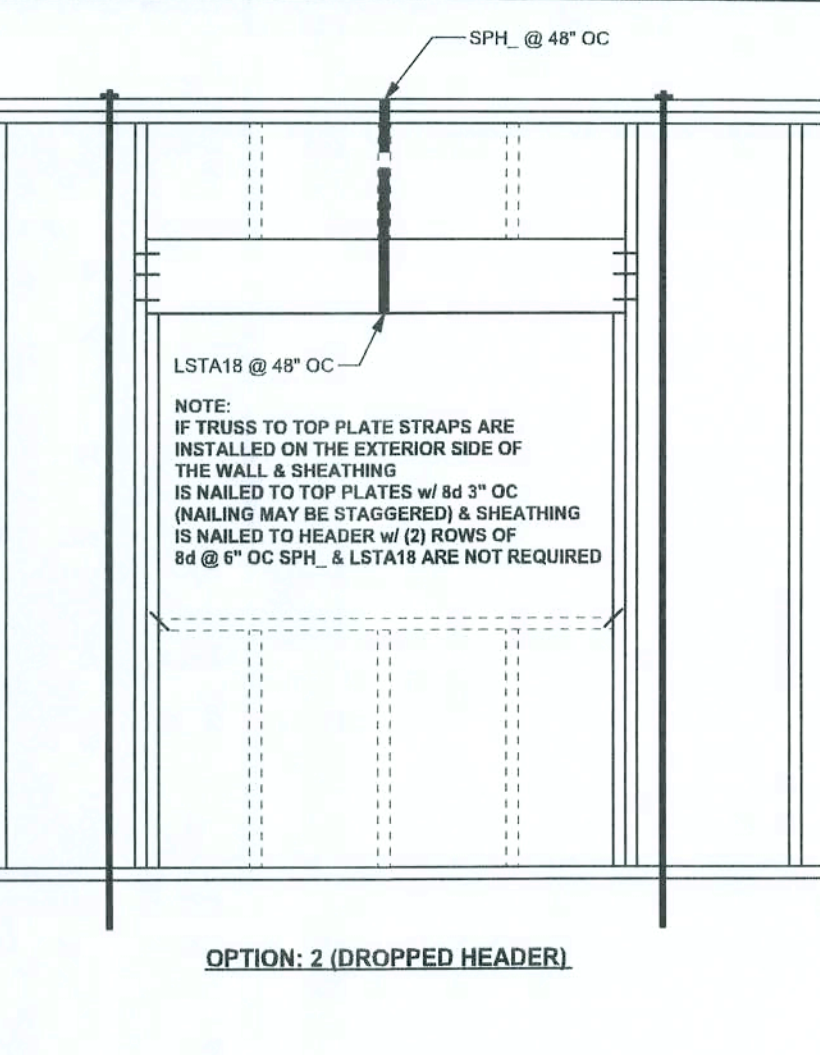 SPH_ @ 48" OC
LSTA18 @ 48" OC
NOTE:
IF TRUSS TO TOP PLATE STRAPS ARE
INSTALLED ON THE EXTERIOR SIDE OF
THE WALL & SHEATHING
IS NAILED TO TOP PLATES w/ 8d 3" OC
(NAILING MAY BE STAGGERED) & SHEATHING
IS NAILED TO HEADER w/ (2) ROWS OF
8d @ 6" OC SPH_ & LSTA18 ARE NOT REQUIRED
OPTION: 2 (DROPPED HEADER)